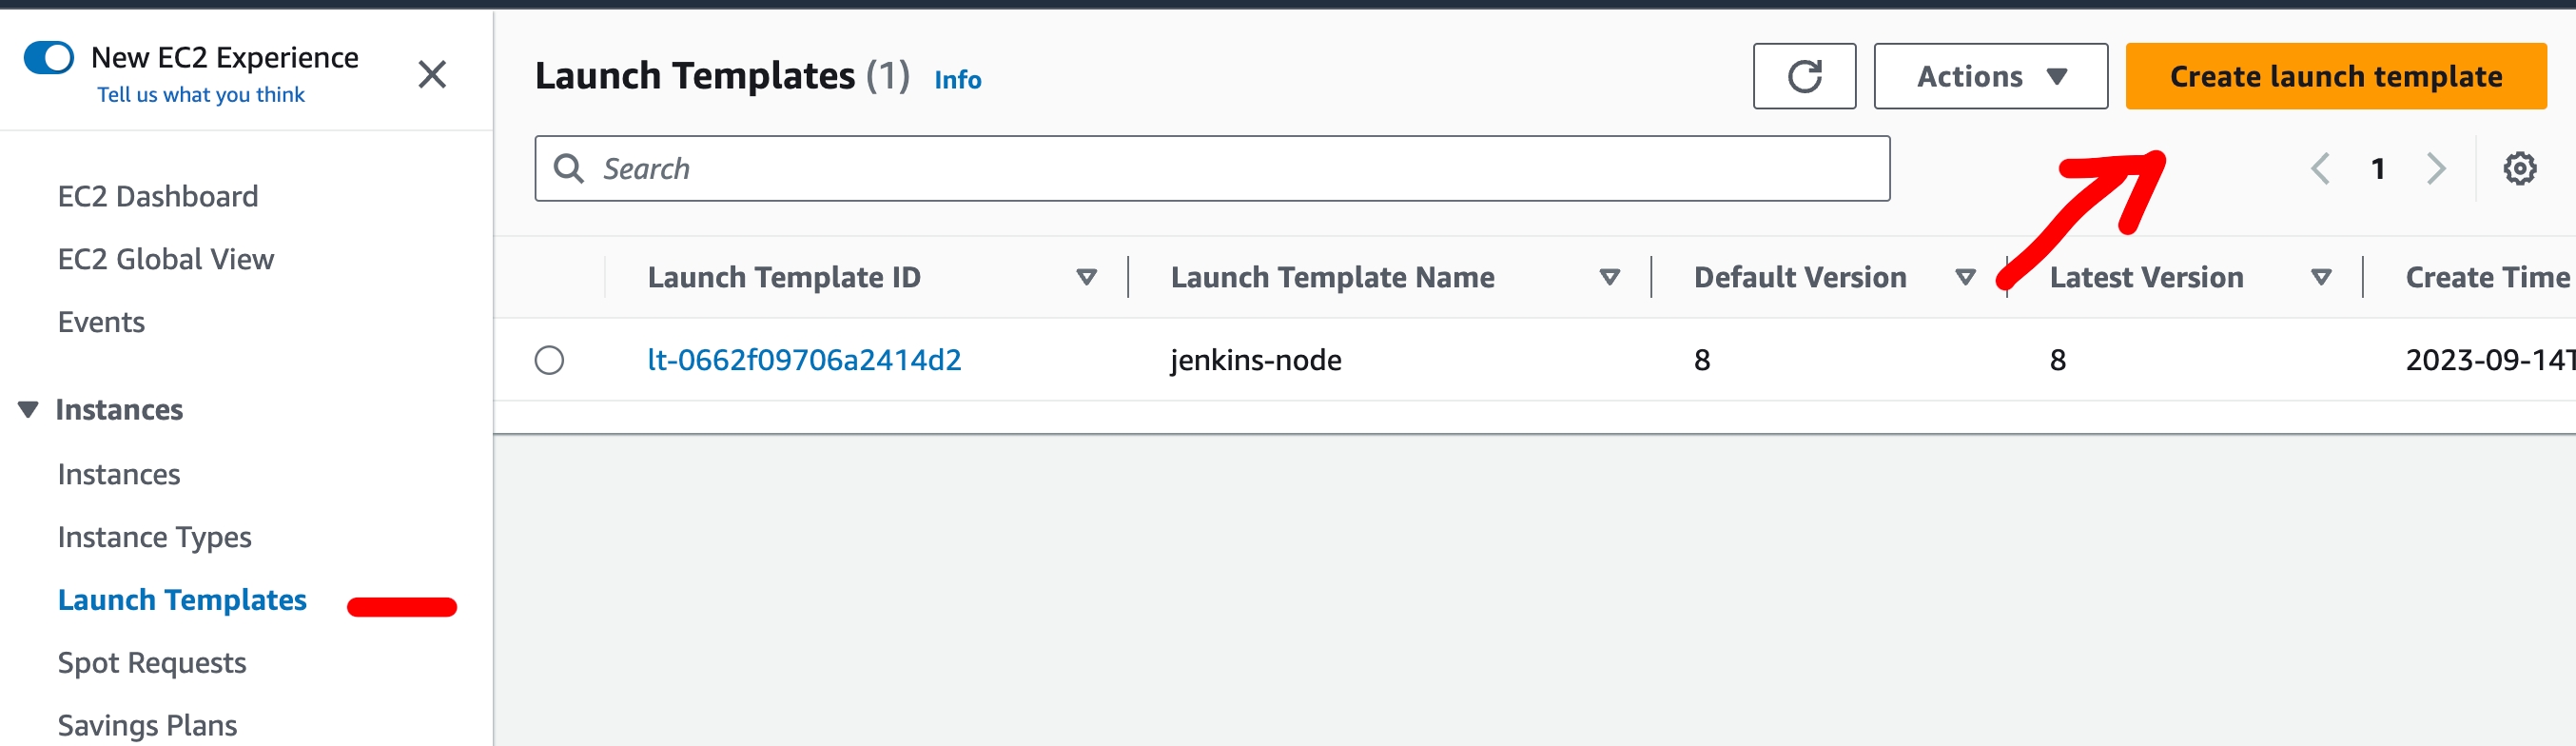 New EC2 Experience
Tell us what you think
EC2 Dashboard
EC2 Global View
Events
Instances
Instances
Instance Types
Launch Templates
Spot Requests
Savings Plans
Launch Templates (1) Info
Actions
Create launch template
Search
1
Launch Template ID Launch Template Name Default Version Latest Version Create Time
lt-0662f09706a2414d2 jenkins-node 8 8 2023-09-14T